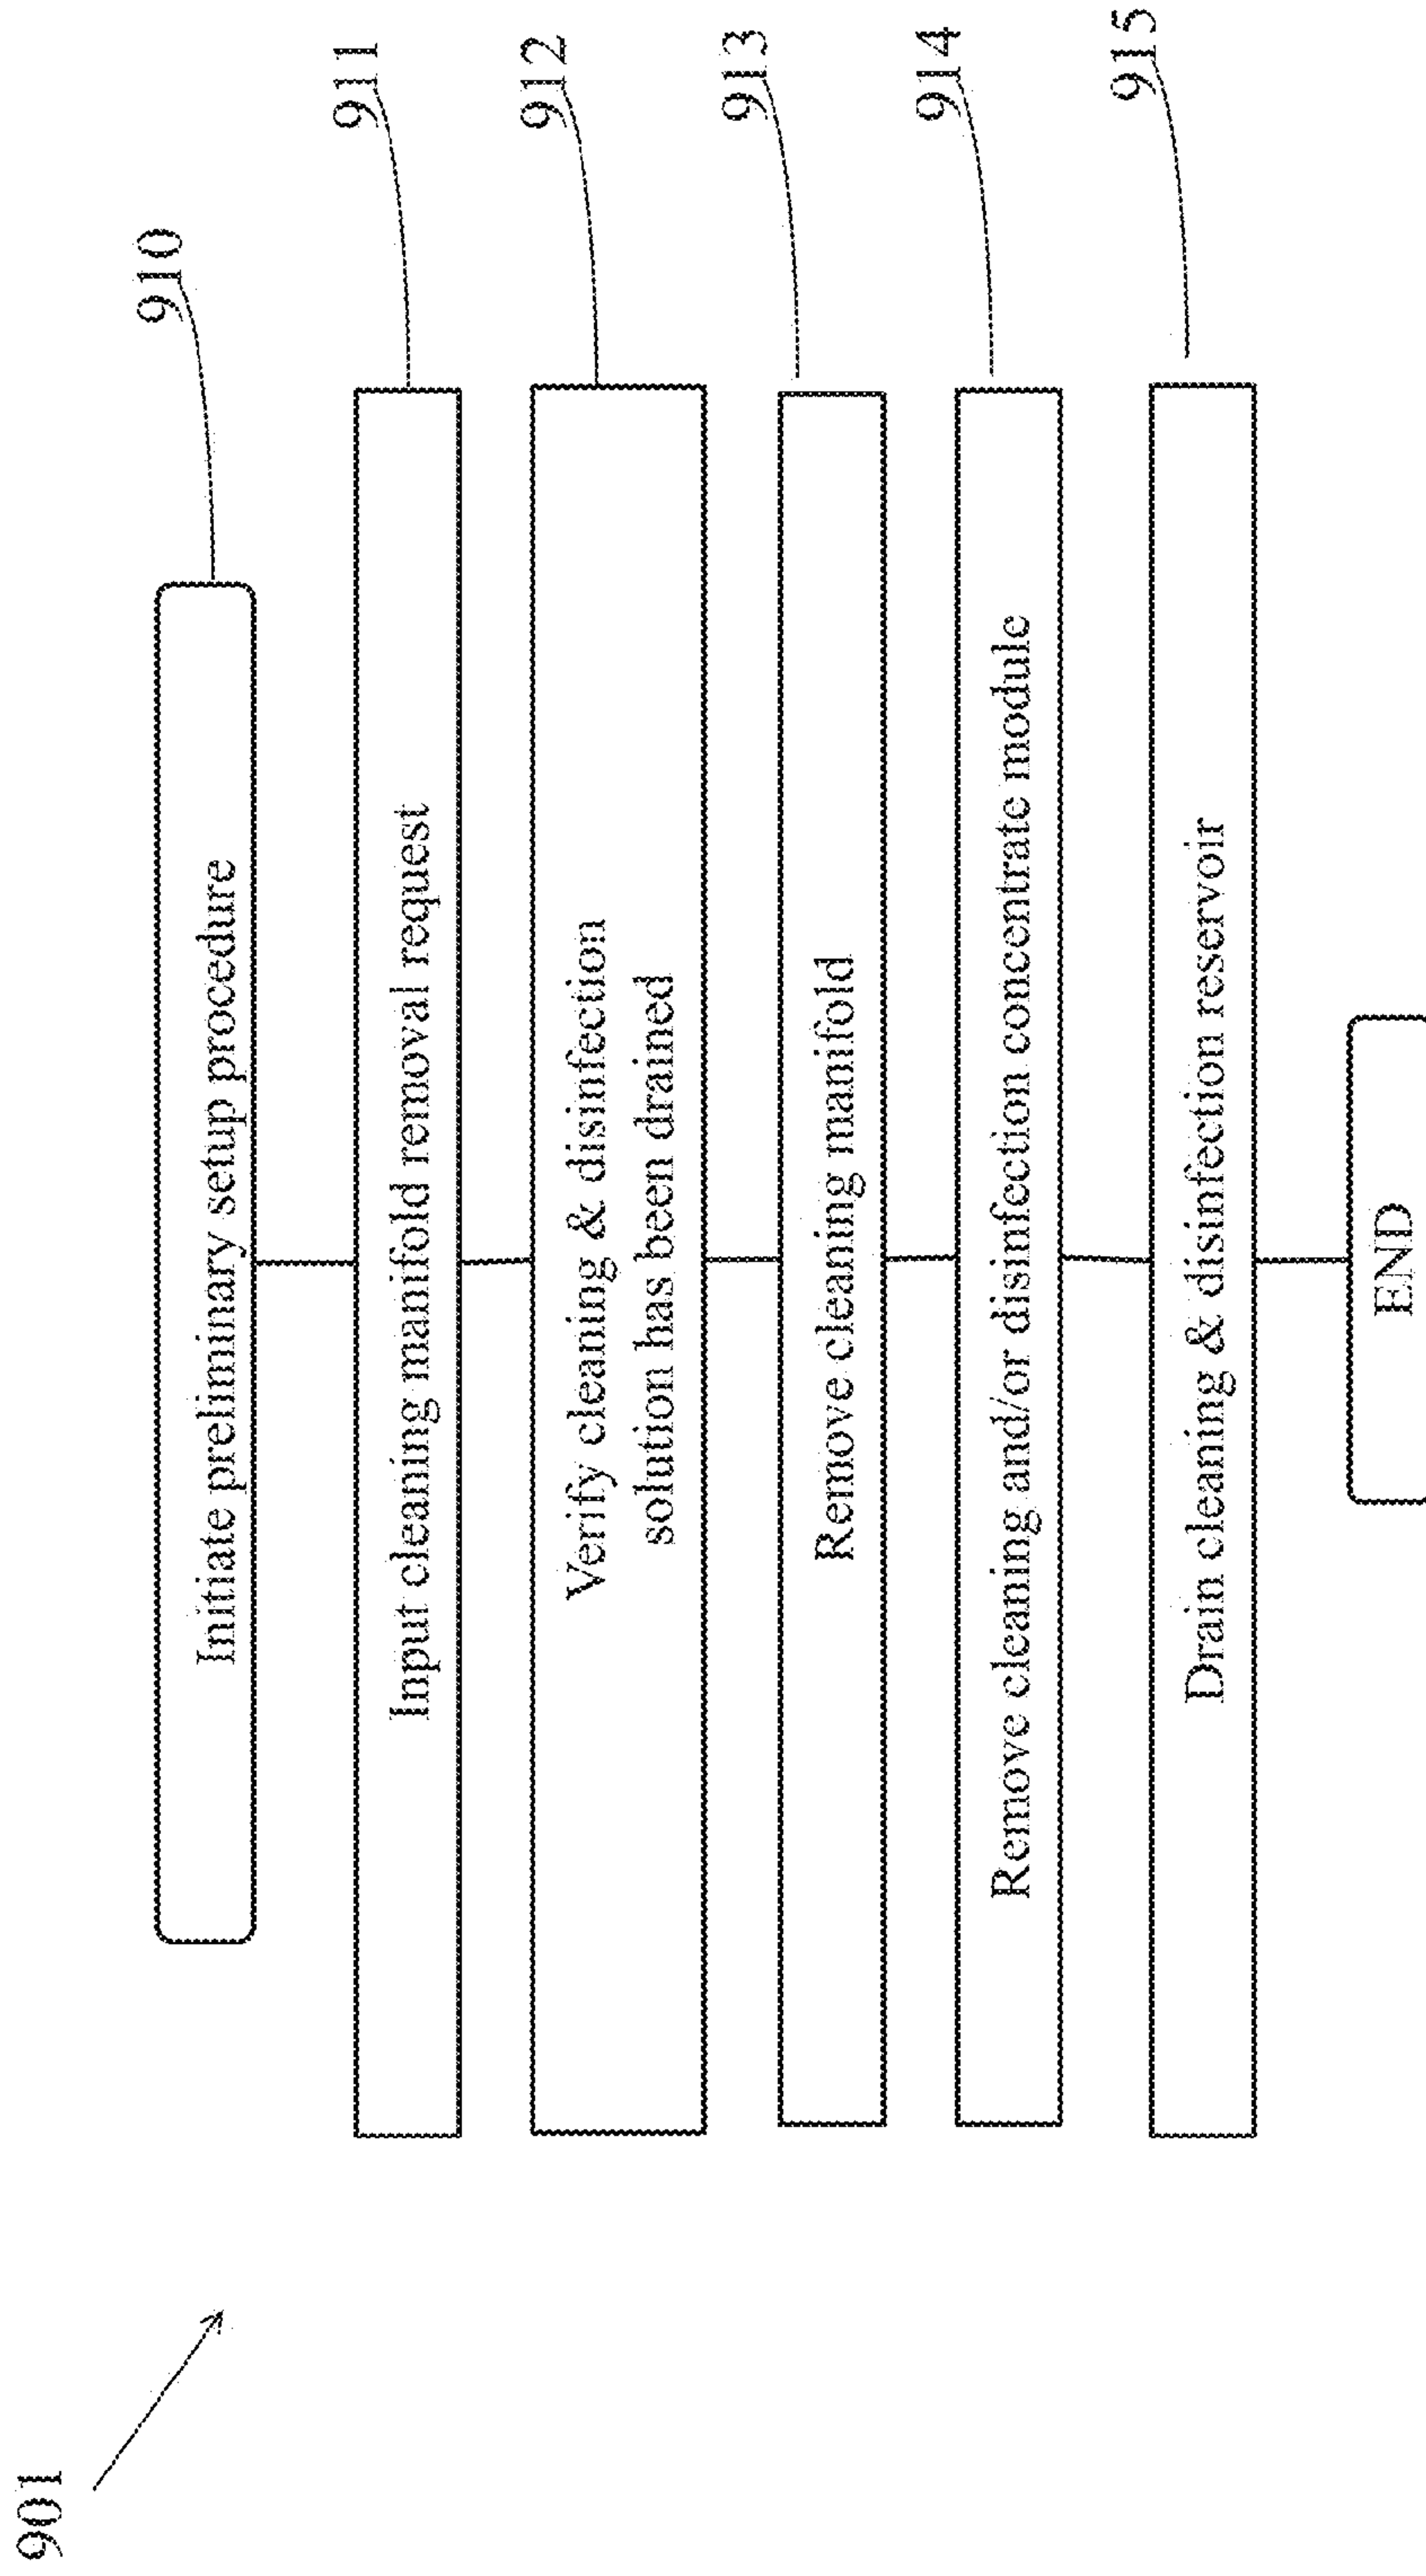 901
910
Initiate preliminary setup procedure
911
Input cleaning manifold removal request
912
Verify cleaning & disinfection
solution has been drained
913
Remove cleaning manifold
914
Remove cleaning and/or disinfection concentrate module
915
Drain cleaning & disinfection reservoir
END